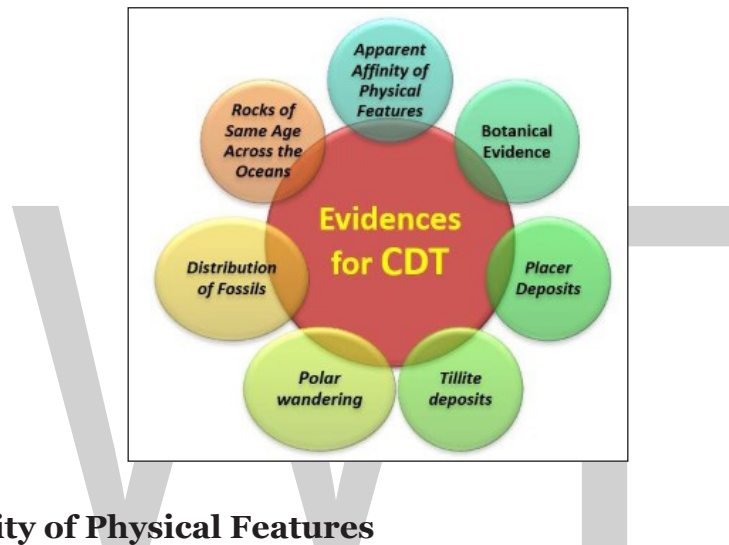 Apparent
Affinity of
Physical
Features
Botanical
Evidence
Placer
Deposits
Tillite
deposits
Polar
wandering
Distribution
of Fossils
Rocks of
Same Age
Across the
Oceans
Evidences
for CDT
of Physical Features